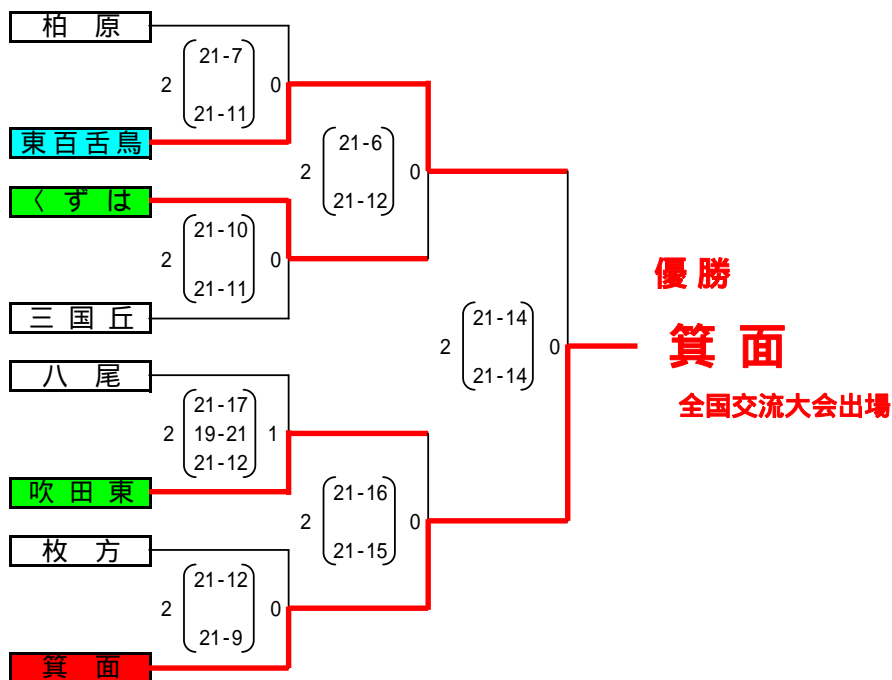 柏原
21-7
2 0
21-11
東百舌鳥
21-6
2 0
21-12
くずは
21-10
2 0
21-11
三国丘
優勝
箕面
全国交流大会出場
21-14
2 0
21-14
八尾
21-17
2 19-21 1
21-12
吹田東
21-16
2 0
21-15
枚方
21-12
2 0
21-9
箕面